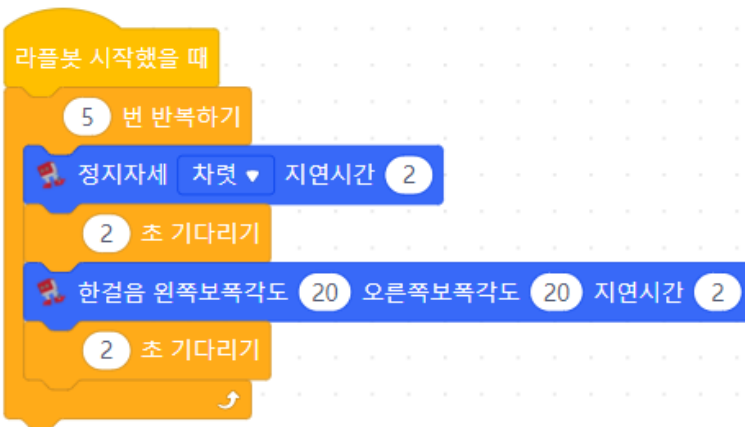 라플봇 시작했을 때
5 번 반복하기
정지자세 차렷 지연시간 2
2 초 기다리기
한걸음 왼쪽보폭각도 20 오른쪽보폭각도 20 지연시간 2
2 초 기다리기